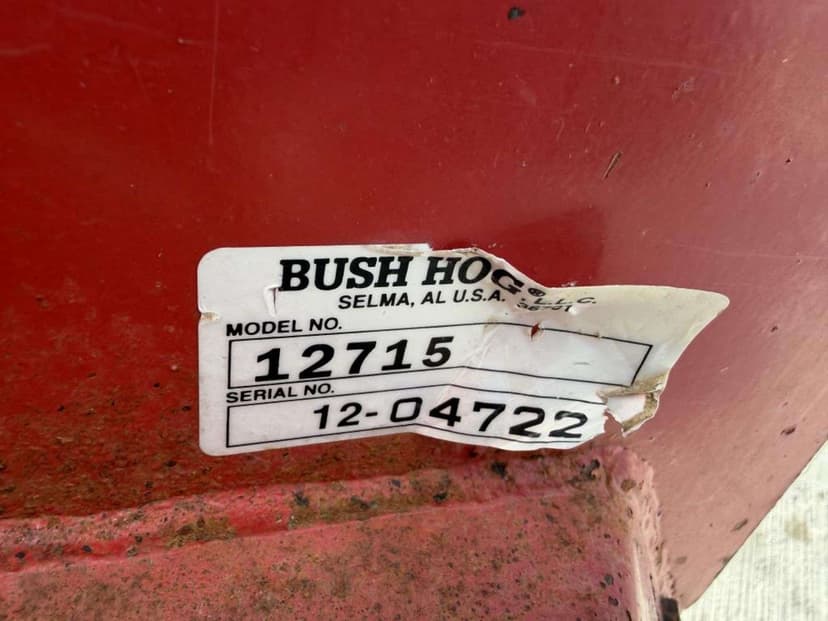 BUSH HOG® L.L.C.
SELMA, AL U.S.A.
MODEL NO.
12715
SERIAL NO.
12-04722